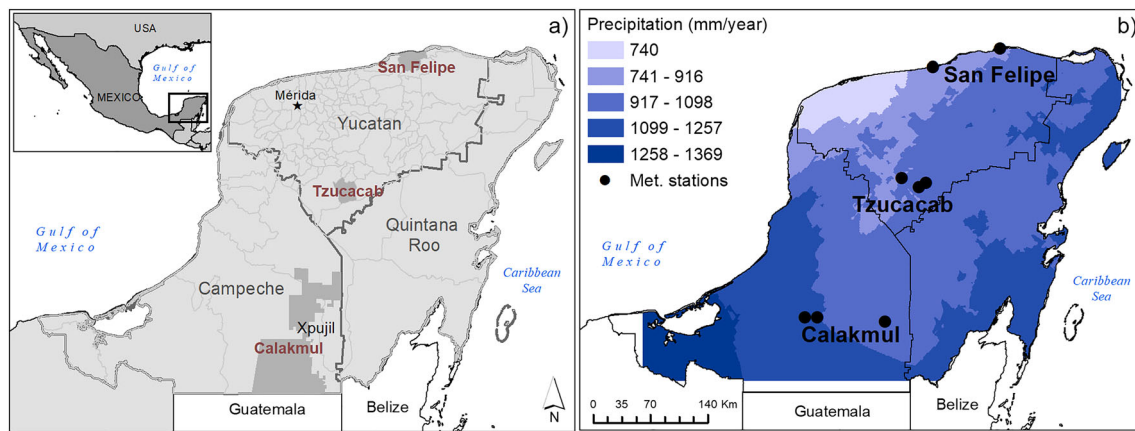 USA
Gulf of
Mexico
MEXICO
a)
San Felipe
Mérida
Yucatan
Tzucacab
Quintana
Roo
Gulf of
Mexico
Campeche
Caribbean
Sea
Xpujil
Calakmul
N
Guatemala
Belize
Precipitation (mm/year)
b)
740
741 - 916
917 - 1098
1099 - 1257
1258 - 1369
Met. stations
San Felipe
Tzucacab
Gulf of
Mexico
Caribbean
Sea
Calakmul
0 35 70 140 Km
Guatemala
Belize